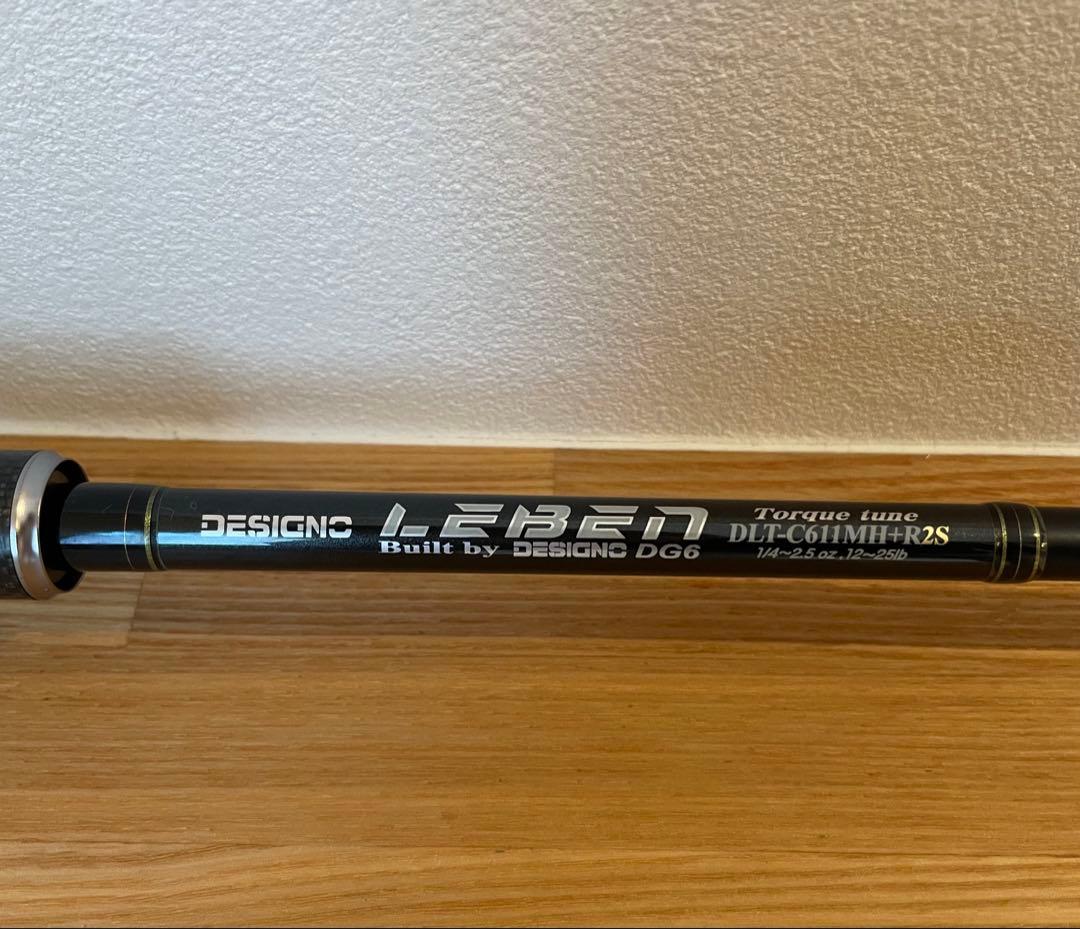 DESIGNO
LEBEN
Built by DESIGNO DG6
Torque tune
DLT-C611MH+R2S
1/4~2.5 oz, 12~25lb